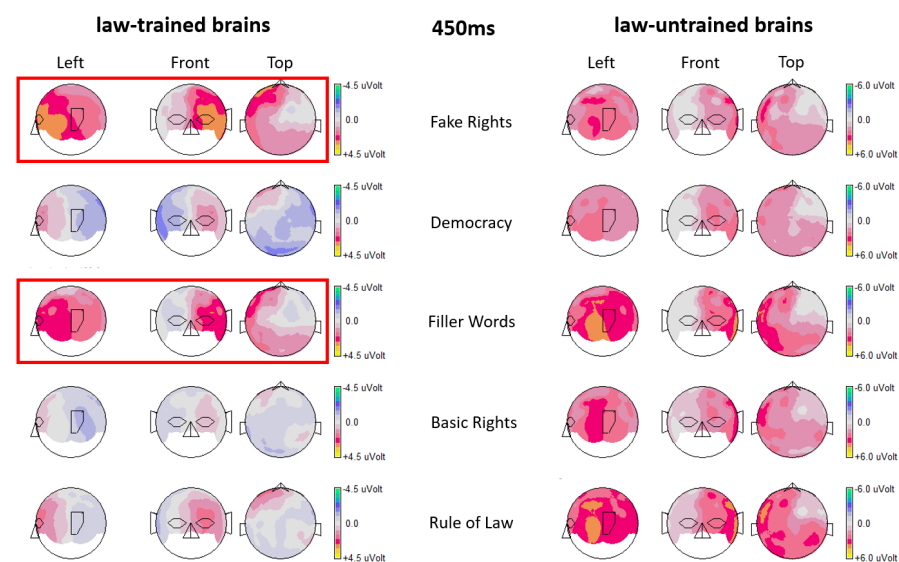 law-trained brains 450ms law-untrained brains
Left Front Top Left Front Top
-4.5 uVolt -6.0 uVolt
0.0 Fake Rights 0.0
+4.5 uVolt +6.0 uVolt
-4.5 uVolt -6.0 uVolt
0.0 Democracy 0.0
+4.5 uVolt +6.0 uVolt
-4.5 uVolt -6.0 uVolt
0.0 Filler Words 0.0
+4.5 uVolt +6.0 uVolt
-4.5 uVolt -6.0 uVolt
0.0 Basic Rights 0.0
+4.5 uVolt +6.0 uVolt
-4.5 uVolt -6.0 uVolt
0.0 Rule of Law 0.0
+4.5 uVolt +6.0 uVolt